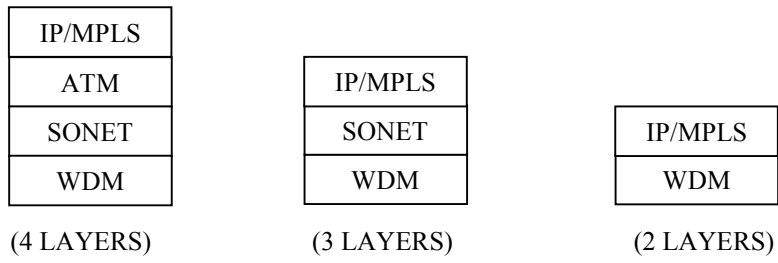 IP/MPLS
ATM
SONET
WDM
(4 LAYERS)
IP/MPLS
SONET
WDM
(3 LAYERS)
IP/MPLS
WDM
(2 LAYERS)